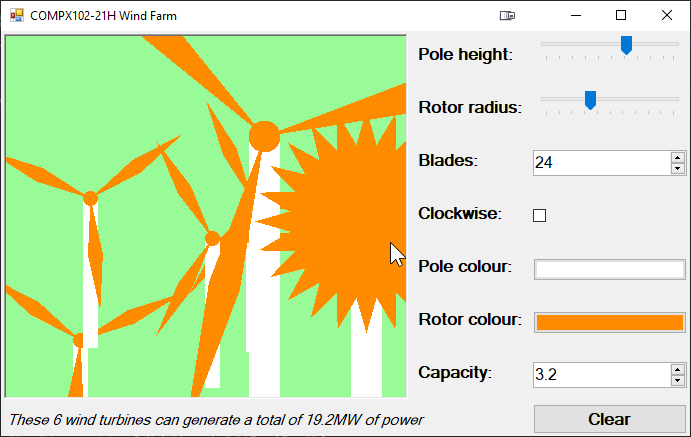 COMPX102-21H Wind Farm
Pole height:
Rotor radius:
Blades:
24
Clockwise:
Pole colour:
Rotor colour:
Capacity:
3.2
These 6 wind turbines can generate a total of 19.2MW of power
Clear